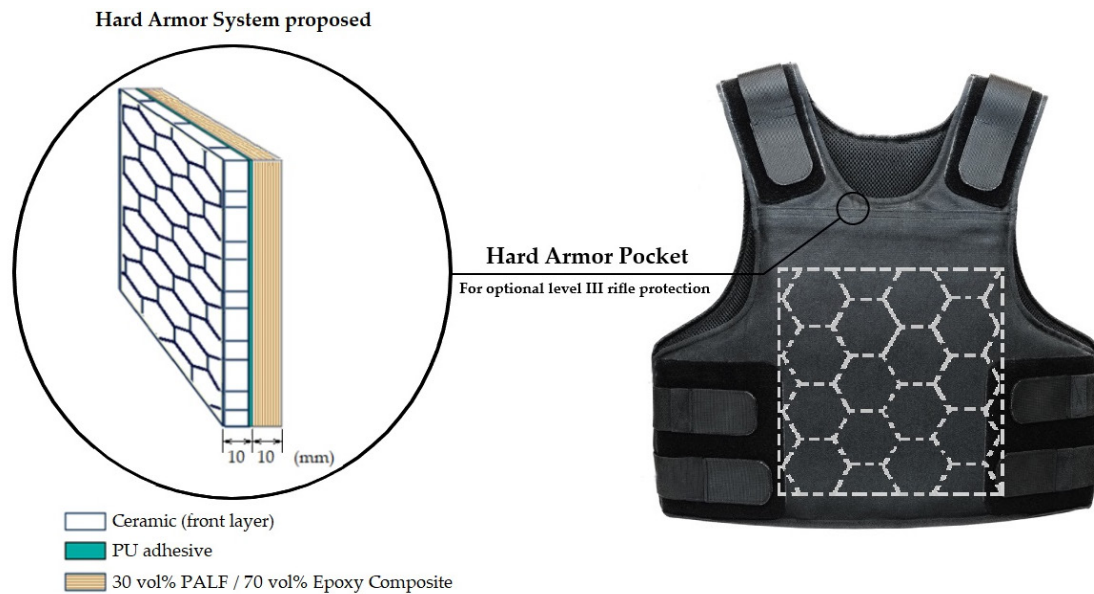 Hard Armor System proposed
Hard Armor Pocket
For optional level III rifle protection
10 10 (mm)
Ceramic (front layer)
PU adhesive
30 vol% PALF / 70 vol% Epoxy Composite